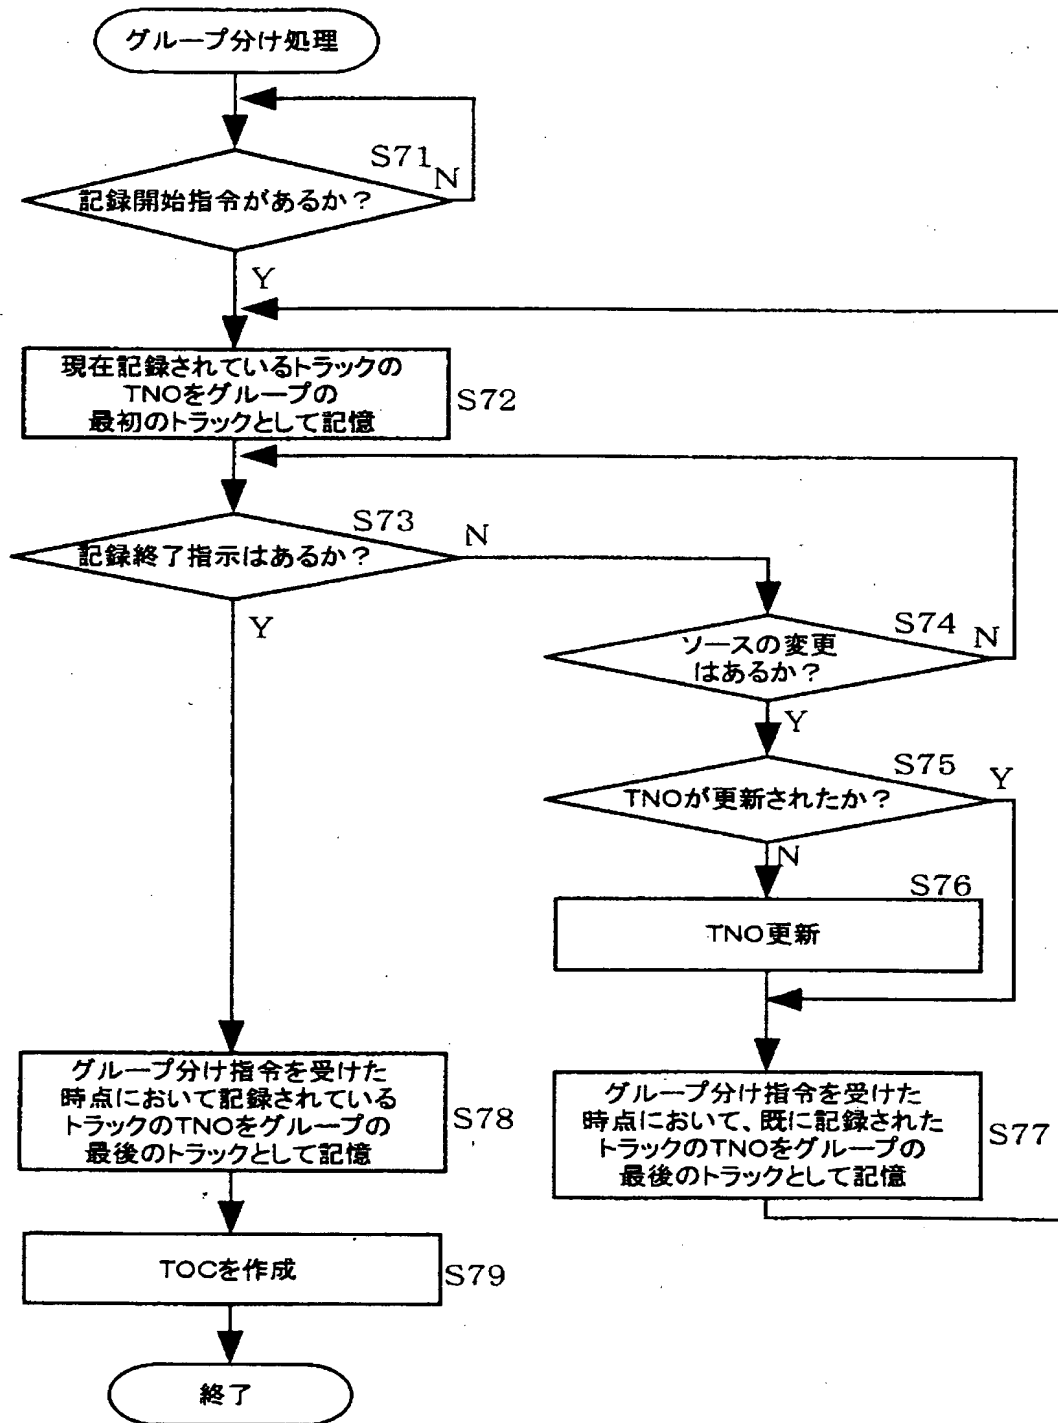 グループ分け処理
S71
N
記録開始指令があるか？
Y
現在記録されているトラックの
TNOをグループの
最初のトラックとして記憶
S72
S73
N
記録終了指示はあるか？
Y
S74
N
ソースの変更
はあるか？
Y
S75
Y
TNOが更新されたか？
N
S76
TNO更新
グループ分け指令を受けた
時点において、既に記録された
トラックのTNOをグループの
最後のトラックとして記憶
S77
グループ分け指令を受けた
時点において記録されている
トラックのTNOをグループの
最後のトラックとして記憶
S78
TOCを作成
S79
終了